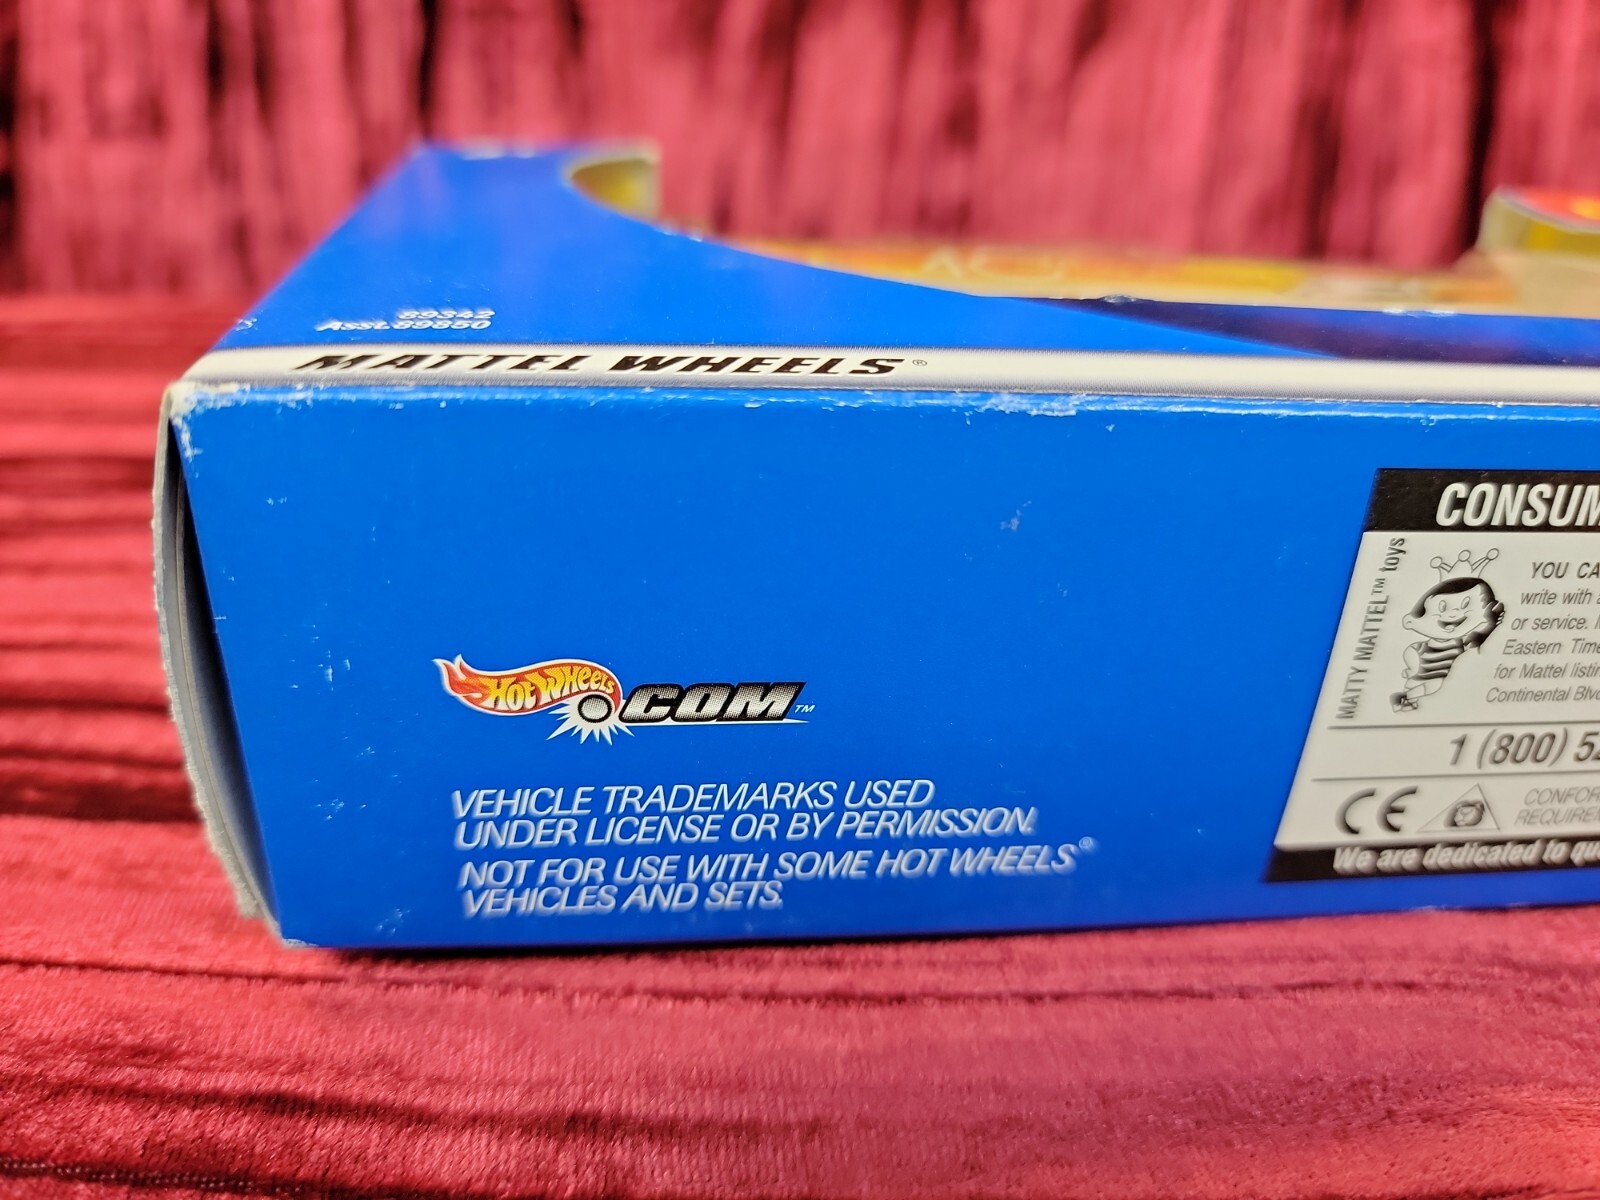 89342
ASST.89850
MATTEL WHEELS®
HOT WHEELS.COM™
VEHICLE TRADEMARKS USED
UNDER LICENSE OR BY PERMISSION.
NOT FOR USE WITH SOME HOT WHEELS®
VEHICLES AND SETS.
CONSUM
MATTY MATTEL™ toys
YOU CA
write with a
or service.
Eastern Time
for Mattel listin
Continental Blvd
1 (800) 52
CE
CONFOR
REQUIREM
We are dedicated to qu